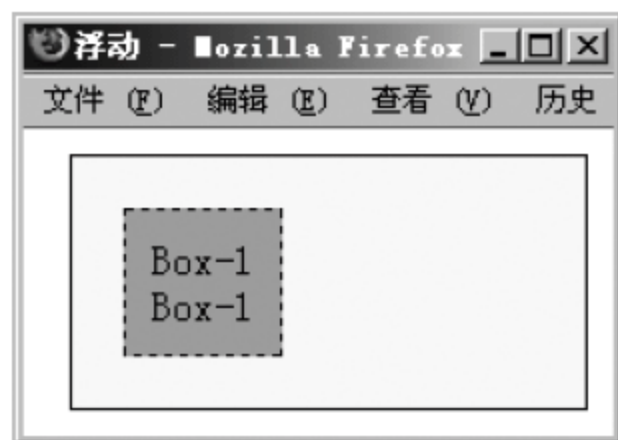 浮动 - Mozilla Firefox
文件 (F) 编辑 (E) 查看 (V) 历史
Box-1
Box-1